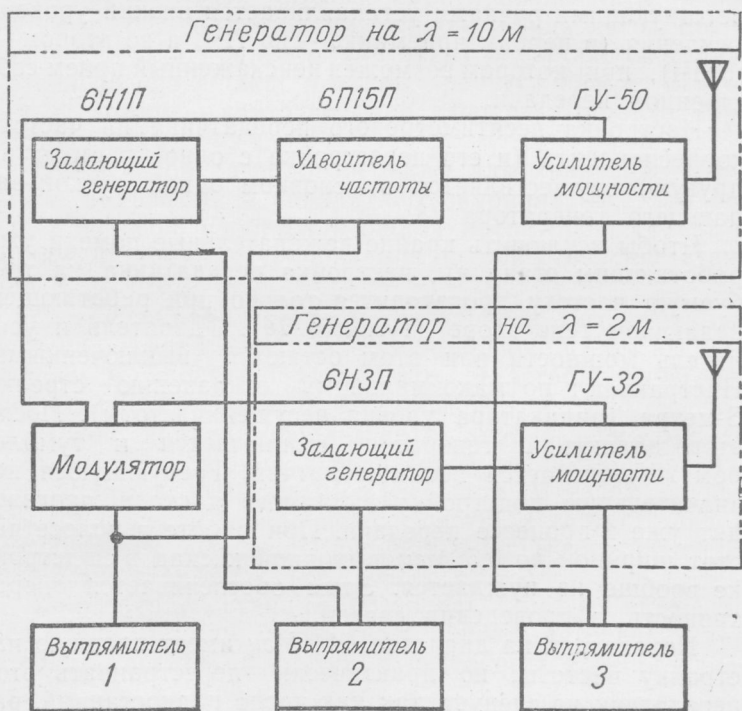 Генератор на λ = 10 м
6Н1П
6П15П
ГУ-50
Задающий
генератор
Удвоитель
частоты
Усилитель
мощности
Генератор на λ = 2 м
6Н3П
ГУ-32
Модулятор
Задающий
генератор
Усилитель
мощности
Выпрямитель
1
Выпрямитель
2
Выпрямитель
3